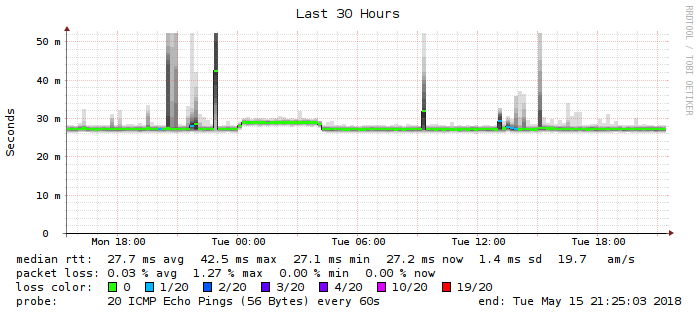 Last 30 Hours
RRDTOOL / TOBI OETIKER
Seconds
50 m
40 m
30 m
20 m
10 m
0
Mon 18:00 Tue 00:00 Tue 06:00 Tue 12:00 Tue 18:00
median rtt: 27.7 ms avg 42.5 ms max 27.1 ms min 27.2 ms now 1.4 ms sd 19.7 am/s
packet loss: 0.03 % avg 1.27 % max 0.00 % min 0.00 % now
loss color: 0 1/20 2/20 3/20 4/20 10/20 19/20
probe: 20 ICMP Echo Pings (56 Bytes) every 60s end: Tue May 15 21:25:03 2018